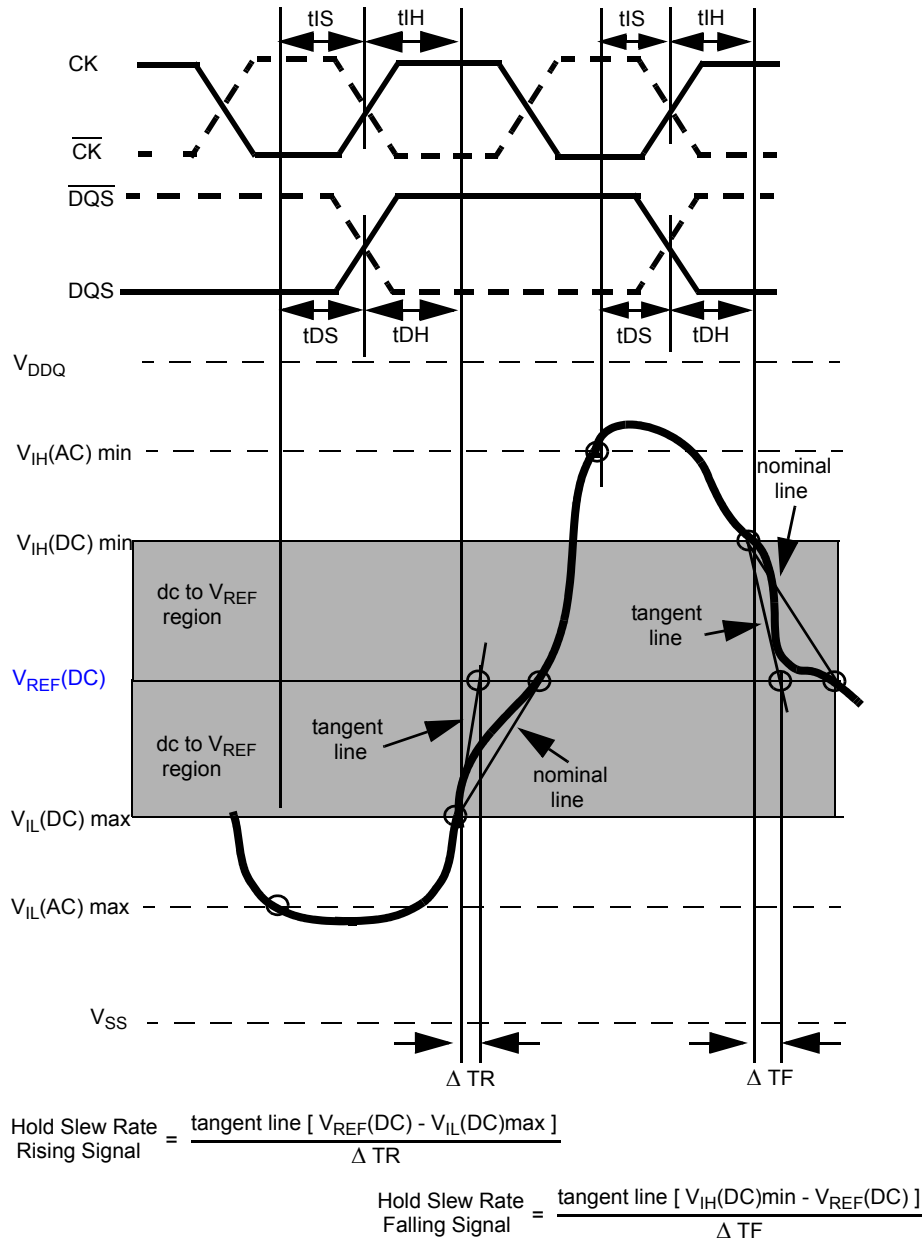 tIS tIH tIS tIH
CK
C̅K̅
D̅Q̅S̅
DQS
tDS tDH tDS tDH
VDDQ
VIH(AC) min
nominal
line
VIH(DC) min
dc to VREF
region
tangent
line
VREF(DC)
tangent
line
dc to VREF
region
nominal
line
VIL(DC) max
VIL(AC) max
VSS
Δ TR Δ TF
Hold Slew Rate
Rising Signal = tangent line [ VREF(DC) - VIL(DC)max ]
Δ TR
Hold Slew Rate
Falling Signal = tangent line [ VIH(DC)min - VREF(DC) ]
Δ TF